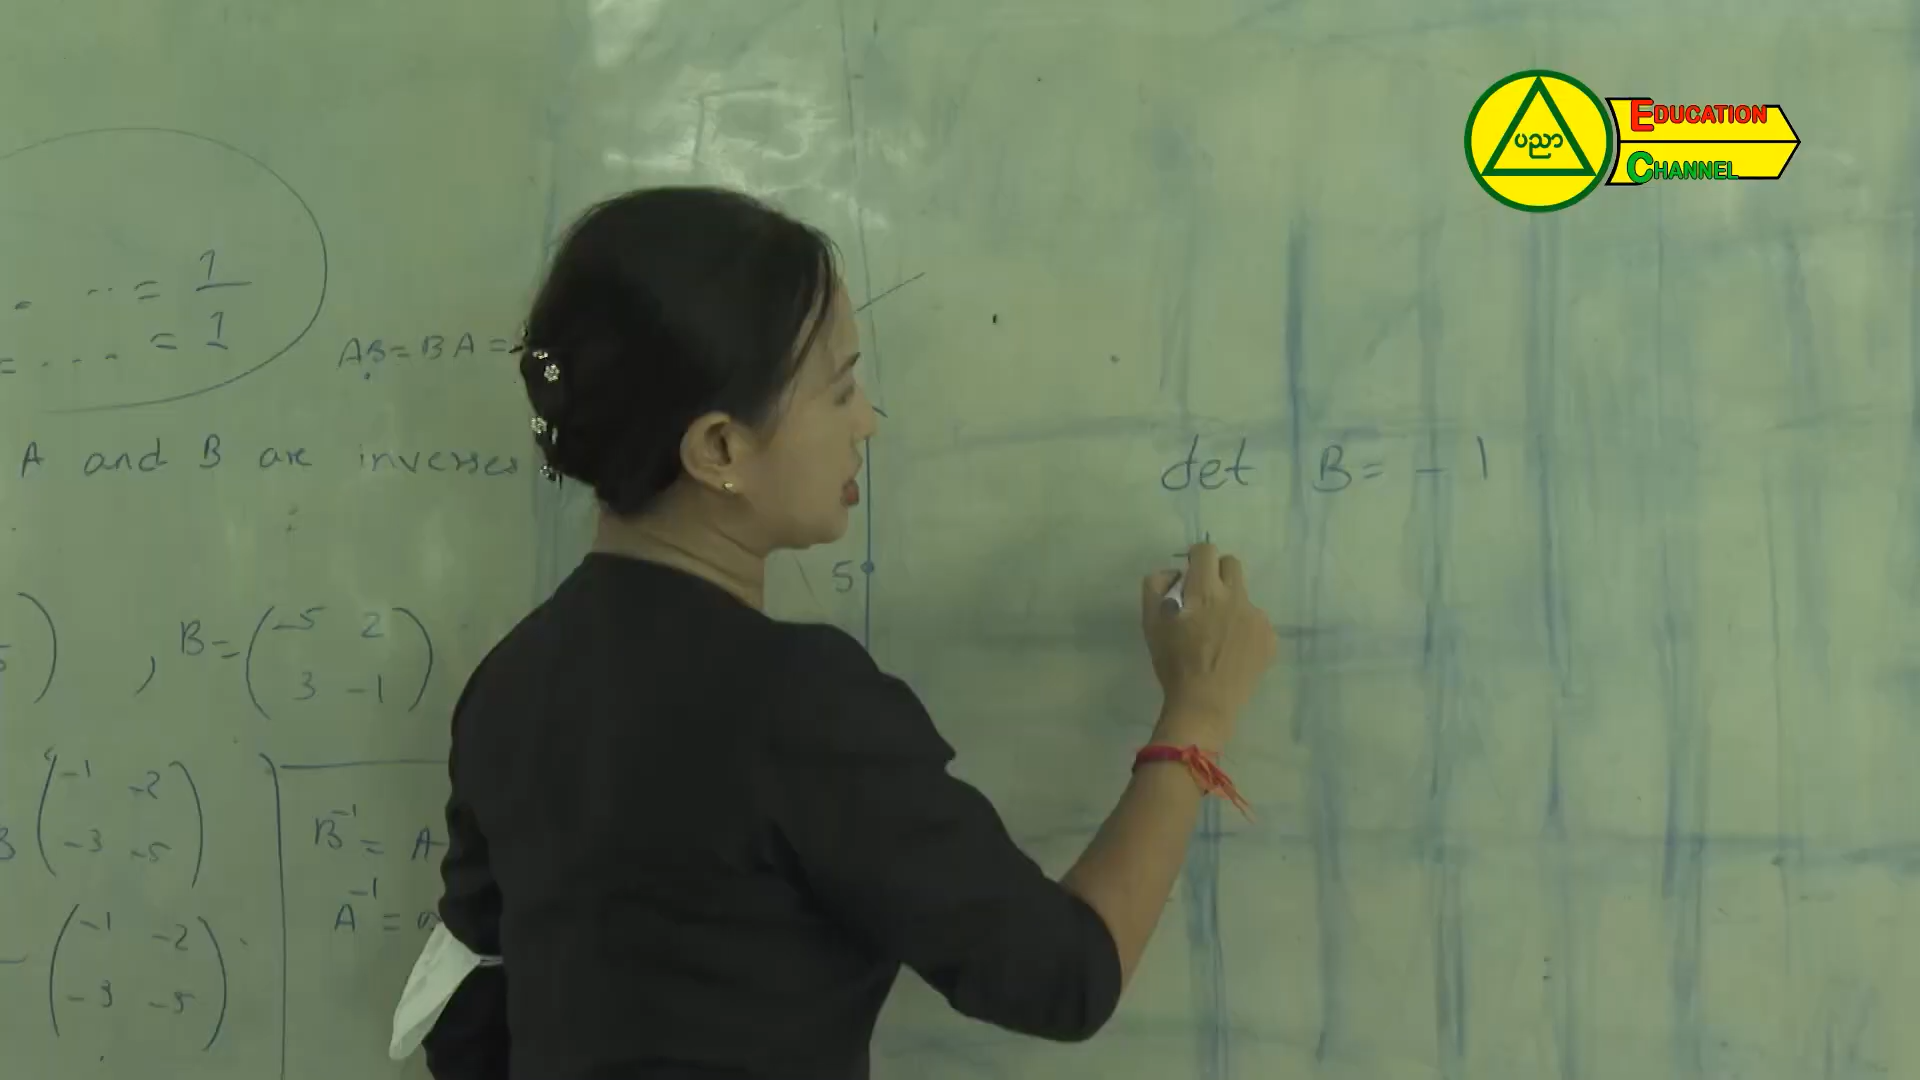 EDUCATION
ပညာ
CHANNEL
= 1
= .... = 1
AB = BA =
A and B are inverses
det B = - 1
5
, B = ( -5 2
3 -1 )
( -1 -2
-3 -5 )
( -1 -2
-3 -5 )
B⁻¹ = A
A⁻¹ =